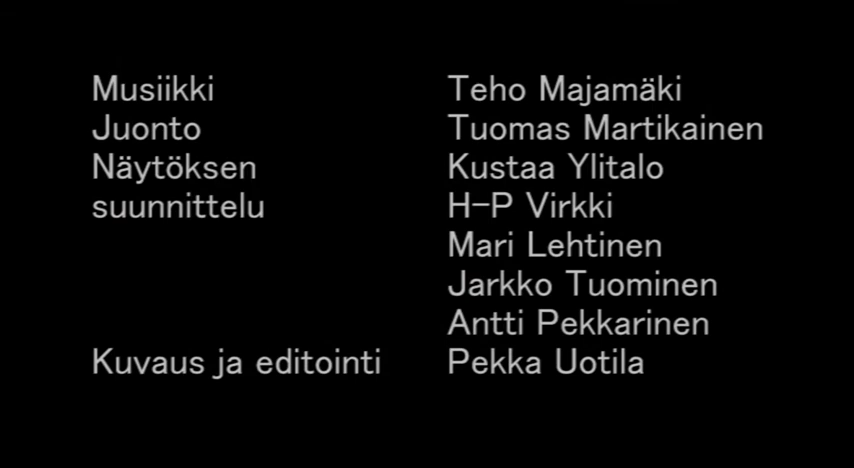 Musiikki Teho Majamäki
Juonto Tuomas Martikainen
Näytöksen Kustaa Ylitalo
suunnittelu H-P Virkki
Mari Lehtinen
Jarkko Tuominen
Antti Pekkarinen
Kuvaus ja editointi Pekka Uotila